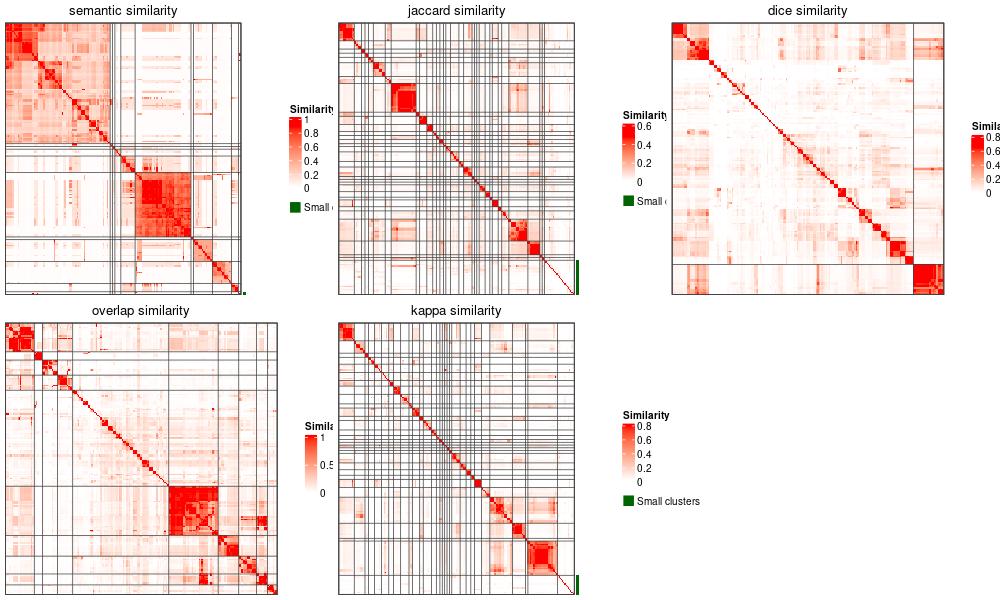 semantic similarity
Similarity
1
0.8
0.6
0.4
0.2
0
Small
jaccard similarity
Similarity
0.6
0.4
0.2
0
Small
dice similarity
Simila
0.8
0.6
0.4
0.2
0
overlap similarity
Simila
1
0.5
0
kappa similarity
Similarity
0.8
0.6
0.4
0.2
0
Small clusters